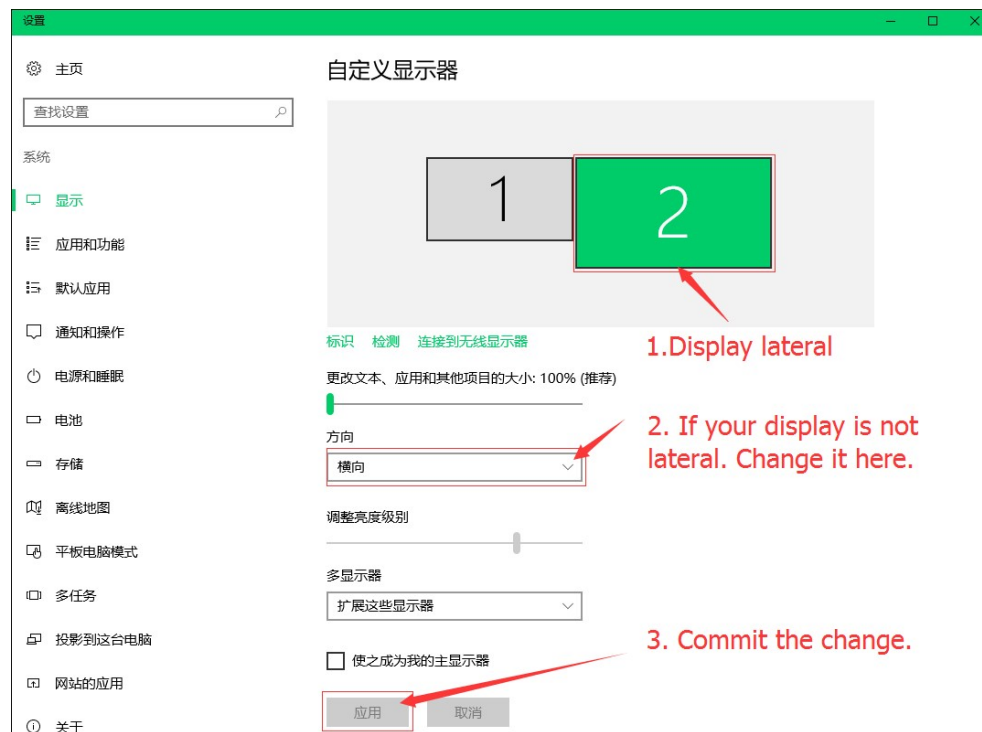 设置
主页
查找设置
系统
显示
应用和功能
默认应用
通知和操作
电源和睡眠
电池
存储
离线地图
平板电脑模式
多任务
投影到这台电脑
网站的应用
关于
自定义显示器
1
2
标识 检测 连接到无线显示器
1.Display lateral
更改文本、应用和其他项目的大小: 100% (推荐)
方向
横向
2. If your display is not
lateral. Change it here.
调整亮度级别
多显示器
扩展这些显示器
3. Commit the change.
使之成为我的主显示器
应用 取消